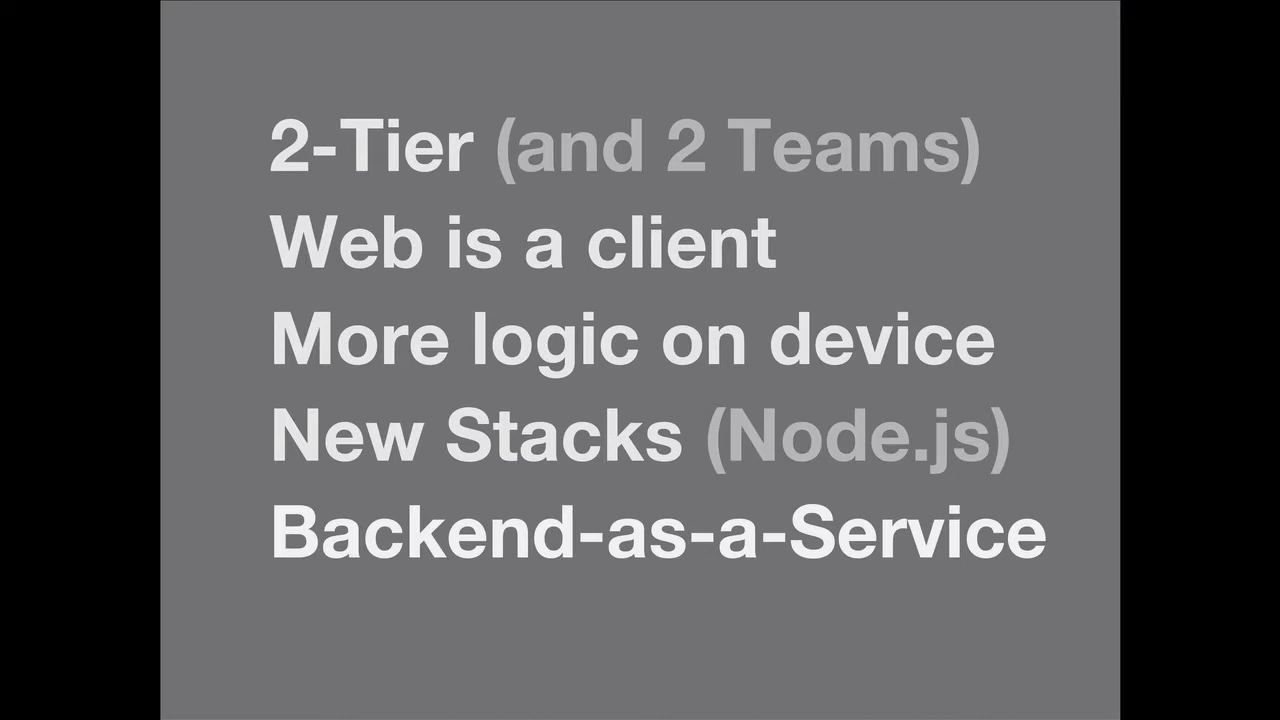 2-Tier (and 2 Teams)
Web is a client
More logic on device
New Stacks (Node.js)
Backend-as-a-Service